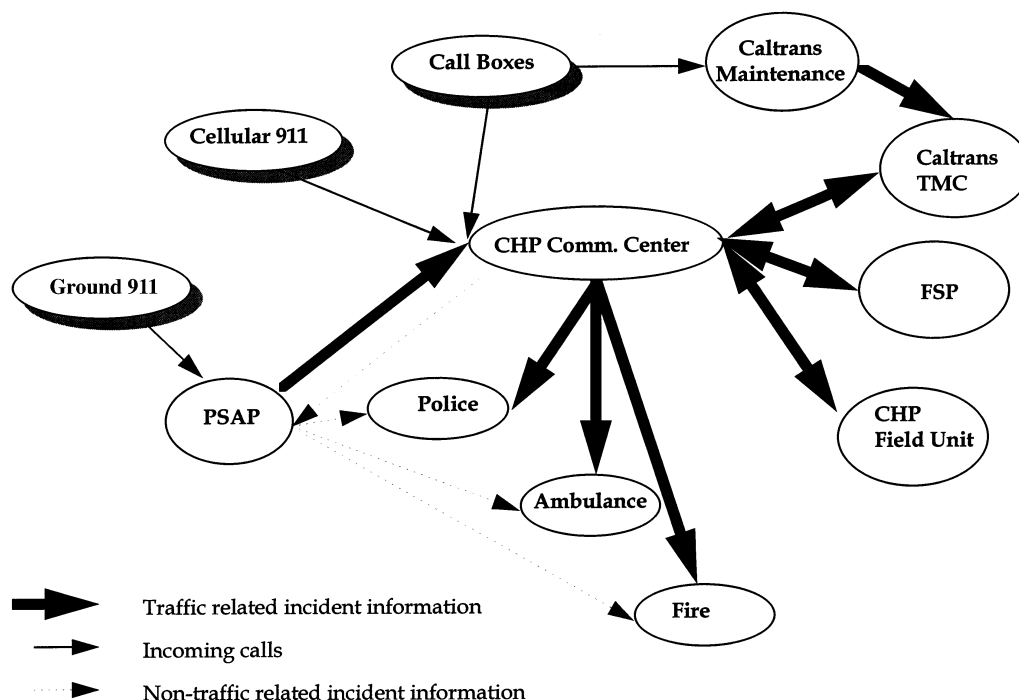 Call Boxes
Caltrans
Maintenance
Cellular 911
Caltrans
TMC
CHP Comm. Center
Ground 911
FSP
PSAP
Police
CHP
Field Unit
Ambulance
Fire
Traffic related incident information
Incoming calls
Non-traffic related incident information